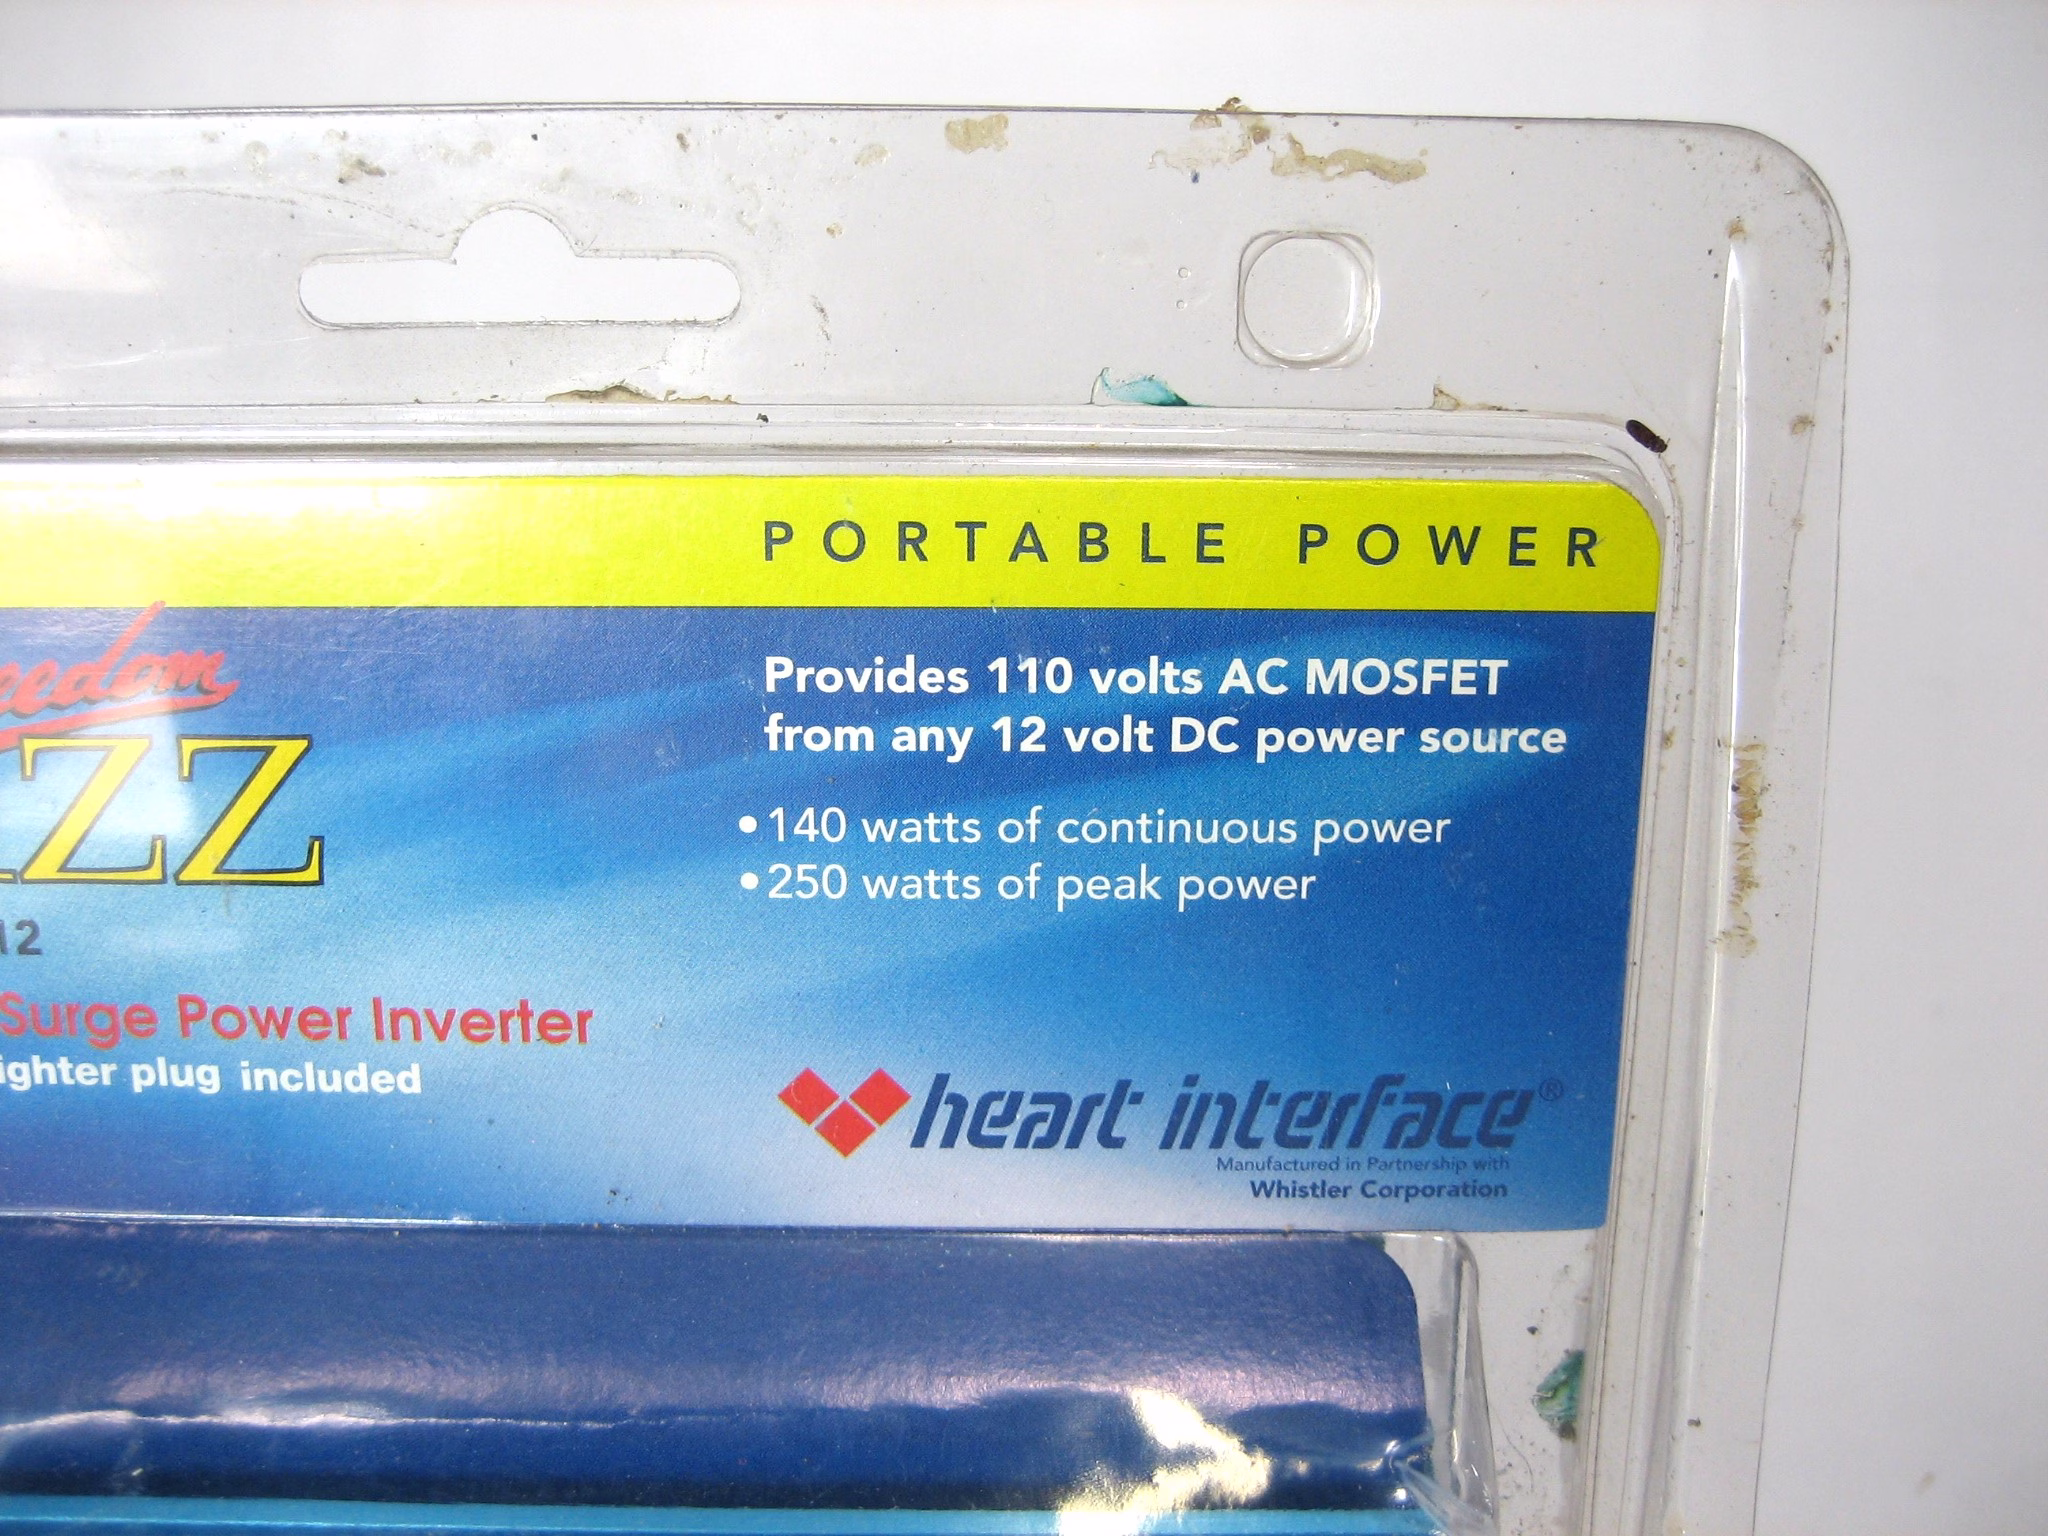 PORTABLE POWER
eedom
ZZ
12
Surge Power Inverter
ighter plug included
Provides 110 volts AC MOSFET
from any 12 volt DC power source
•140 watts of continuous power
•250 watts of peak power
heart interface®
Manufactured in Partnership with
Whistler Corporation